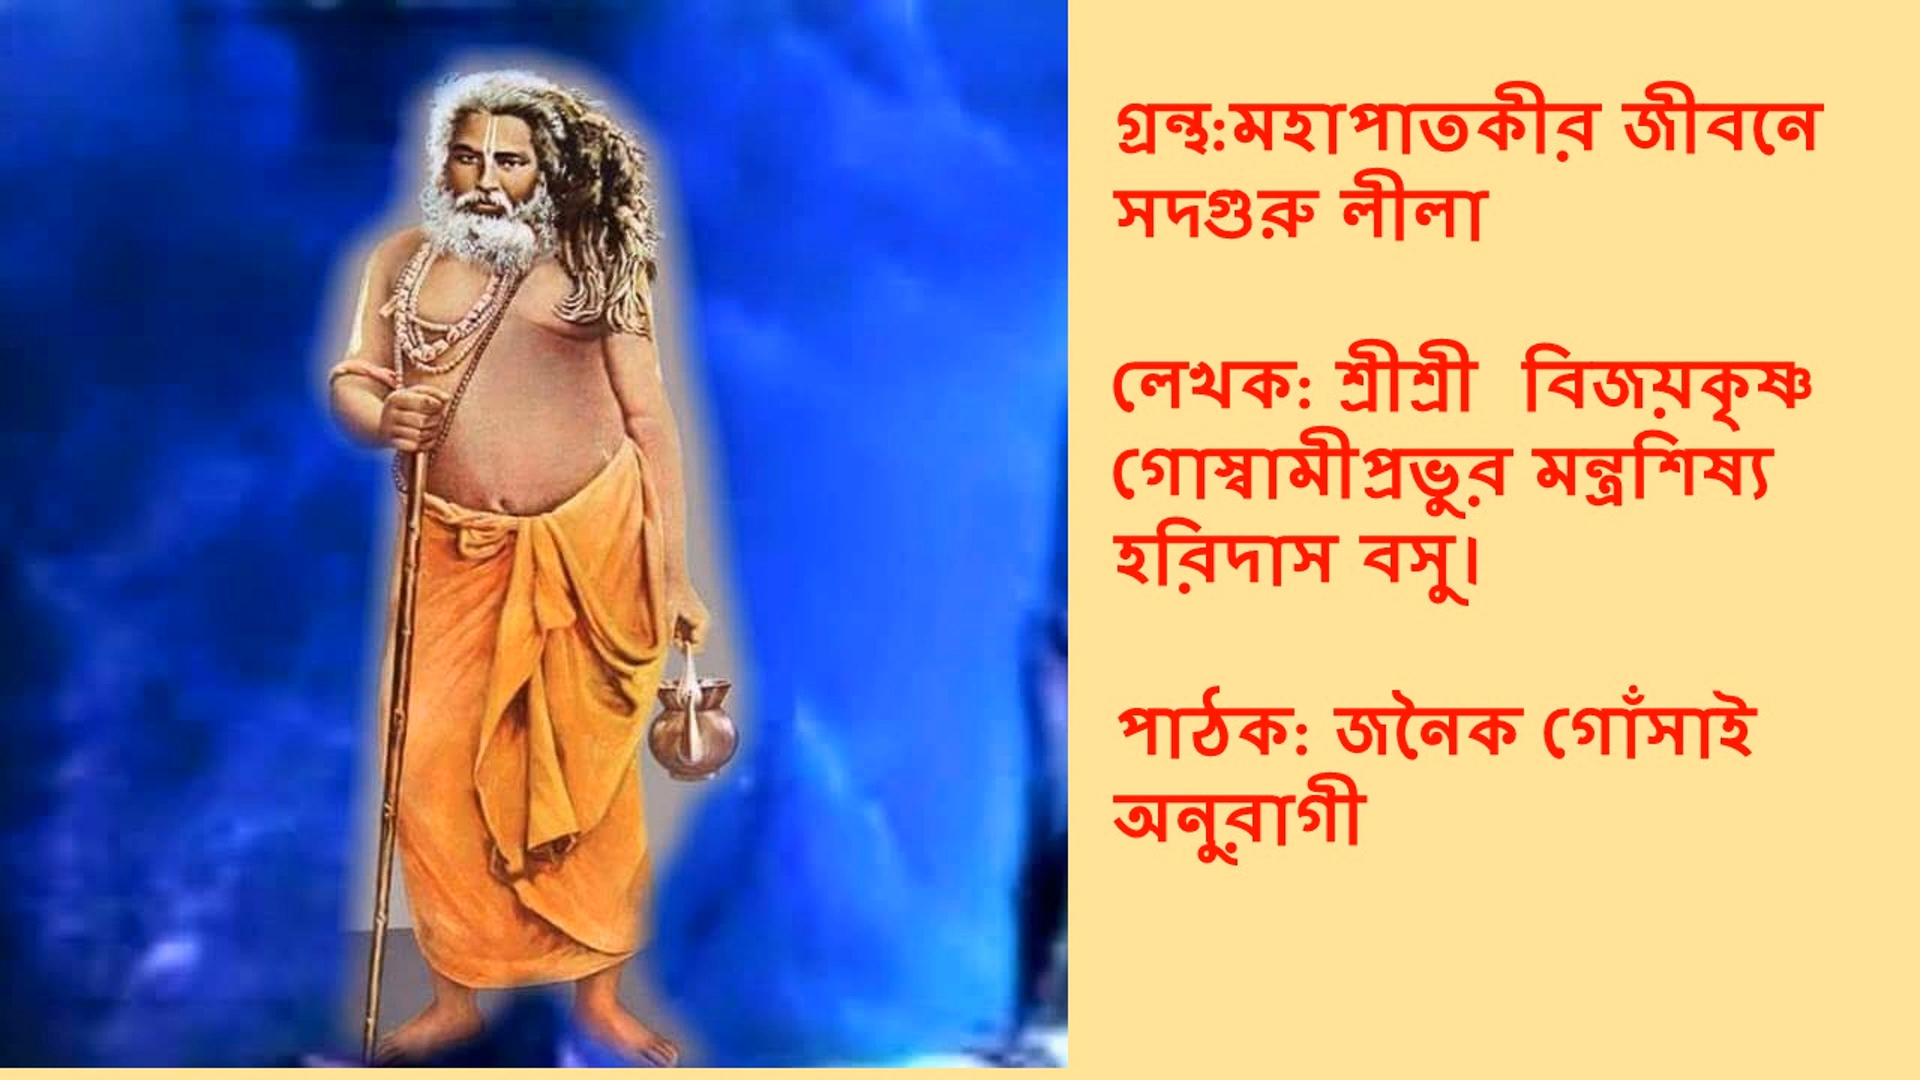 গ্রন্থ:মহাপাতকীর জীবনে
সদগুরু লীলা
লেখক: শ্রীশ্রী  বিজয়কৃষ্ণ
গোস্বামীপ্রভুর মন্ত্রশিষ্য
হরিদাস বসু।
পাঠক: জনৈক গোঁসাই
অনুরাগী